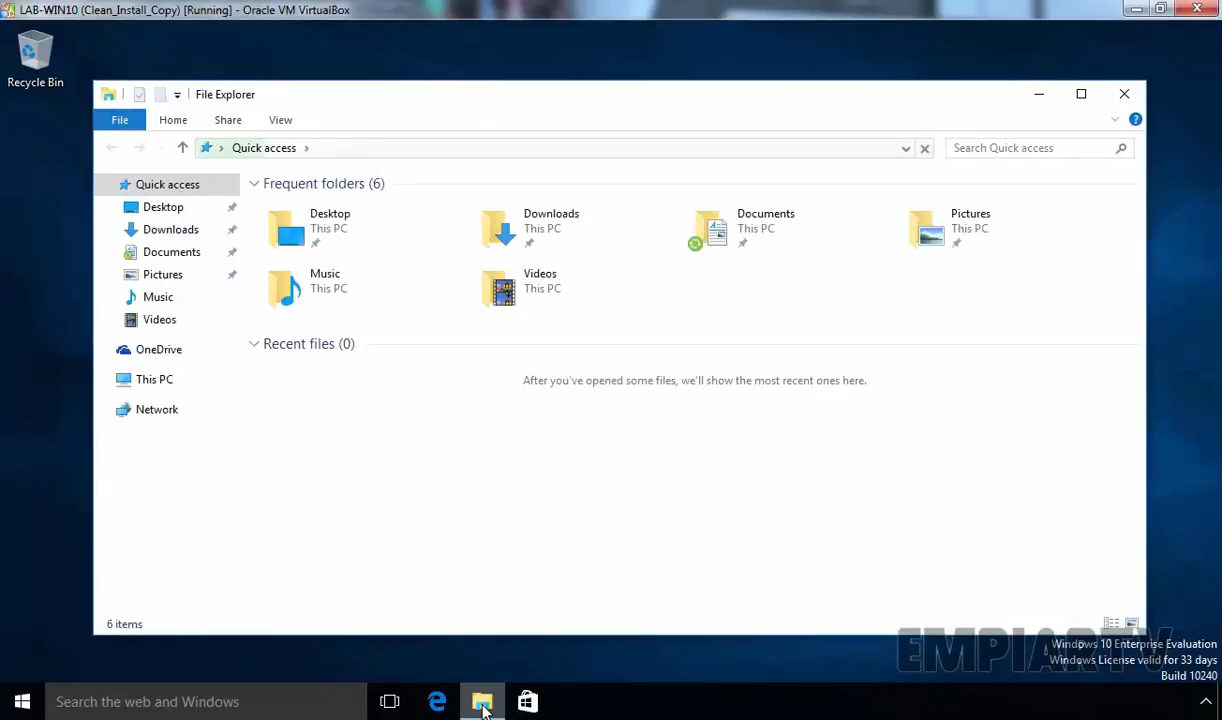 LAB-WIN10 (Clean_Install_Copy) [Running] - Oracle VM VirtualBox
Recycle Bin
File Explorer
File Home Share View
Quick access
Search Quick access
Quick access
Desktop
Downloads
Documents
Pictures
Music
Videos
OneDrive
This PC
Network
Frequent folders (6)
Desktop
This PC
Downloads
This PC
Documents
This PC
Pictures
This PC
Music
This PC
Videos
This PC
Recent files (0)
After you've opened some files, we'll show the most recent ones here.
6 items
EMPIARTV
Windows 10 Enterprise Evaluation
Windows License valid for 33 days
Build 10240
Search the web and Windows